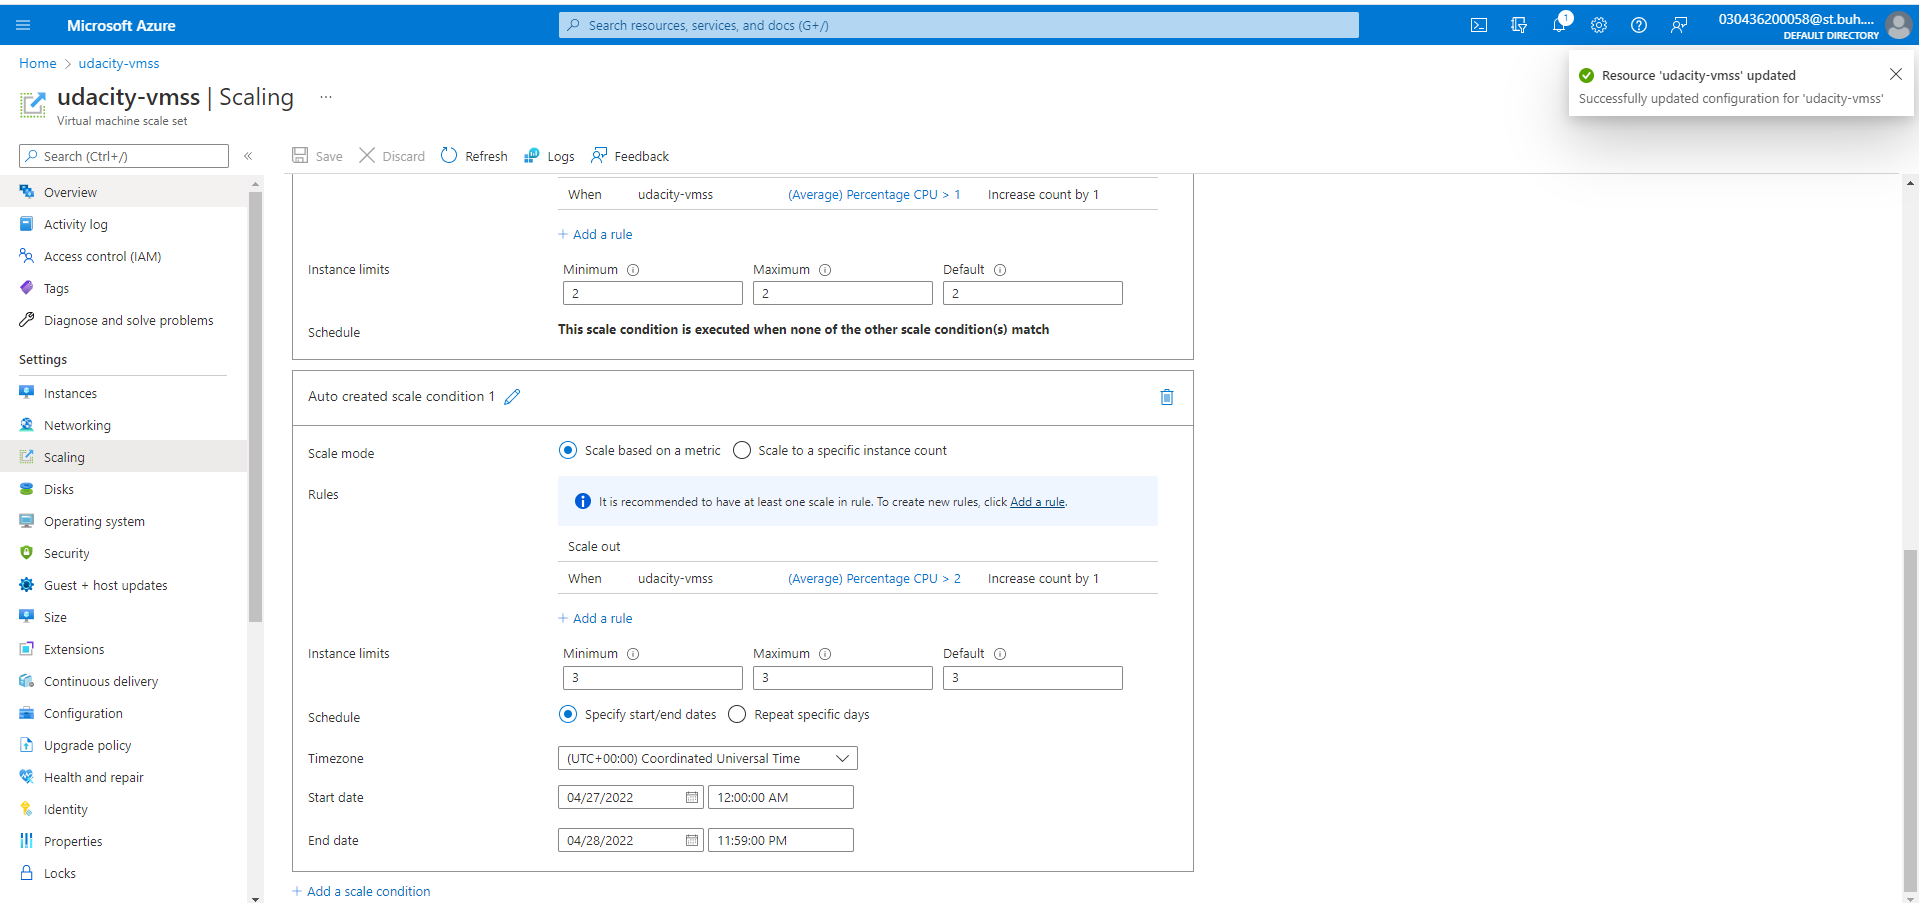 Microsoft Azure
Search resources, services, and docs (G+/)
1
030436200058@st.buh....
DEFAULT DIRECTORY
Home > udacity-vmss
Resource 'udacity-vmss' updated
Successfully updated configuration for 'udacity-vmss'
udacity-vmss | Scaling ...
Virtual machine scale set
Search (Ctrl+/)
«
Save Discard Refresh Logs Feedback
Overview
Activity log
Access control (IAM)
Tags
Diagnose and solve problems
Settings
Instances
Networking
Scaling
Disks
Operating system
Security
Guest + host updates
Size
Extensions
Continuous delivery
Configuration
Upgrade policy
Health and repair
Identity
Properties
Locks
When udacity-vmss (Average) Percentage CPU > 1 Increase count by 1
+ Add a rule
Instance limits Minimum Maximum Default
2 2 2
Schedule This scale condition is executed when none of the other scale condition(s) match
Auto created scale condition 1
Scale mode Scale based on a metric Scale to a specific instance count
Rules It is recommended to have at least one scale in rule. To create new rules, click Add a rule.
Scale out
When udacity-vmss (Average) Percentage CPU > 2 Increase count by 1
+ Add a rule
Instance limits Minimum Maximum Default
3 3 3
Schedule Specify start/end dates Repeat specific days
Timezone (UTC+00:00) Coordinated Universal Time
Start date 04/27/2022 12:00:00 AM
End date 04/28/2022 11:59:00 PM
+ Add a scale condition